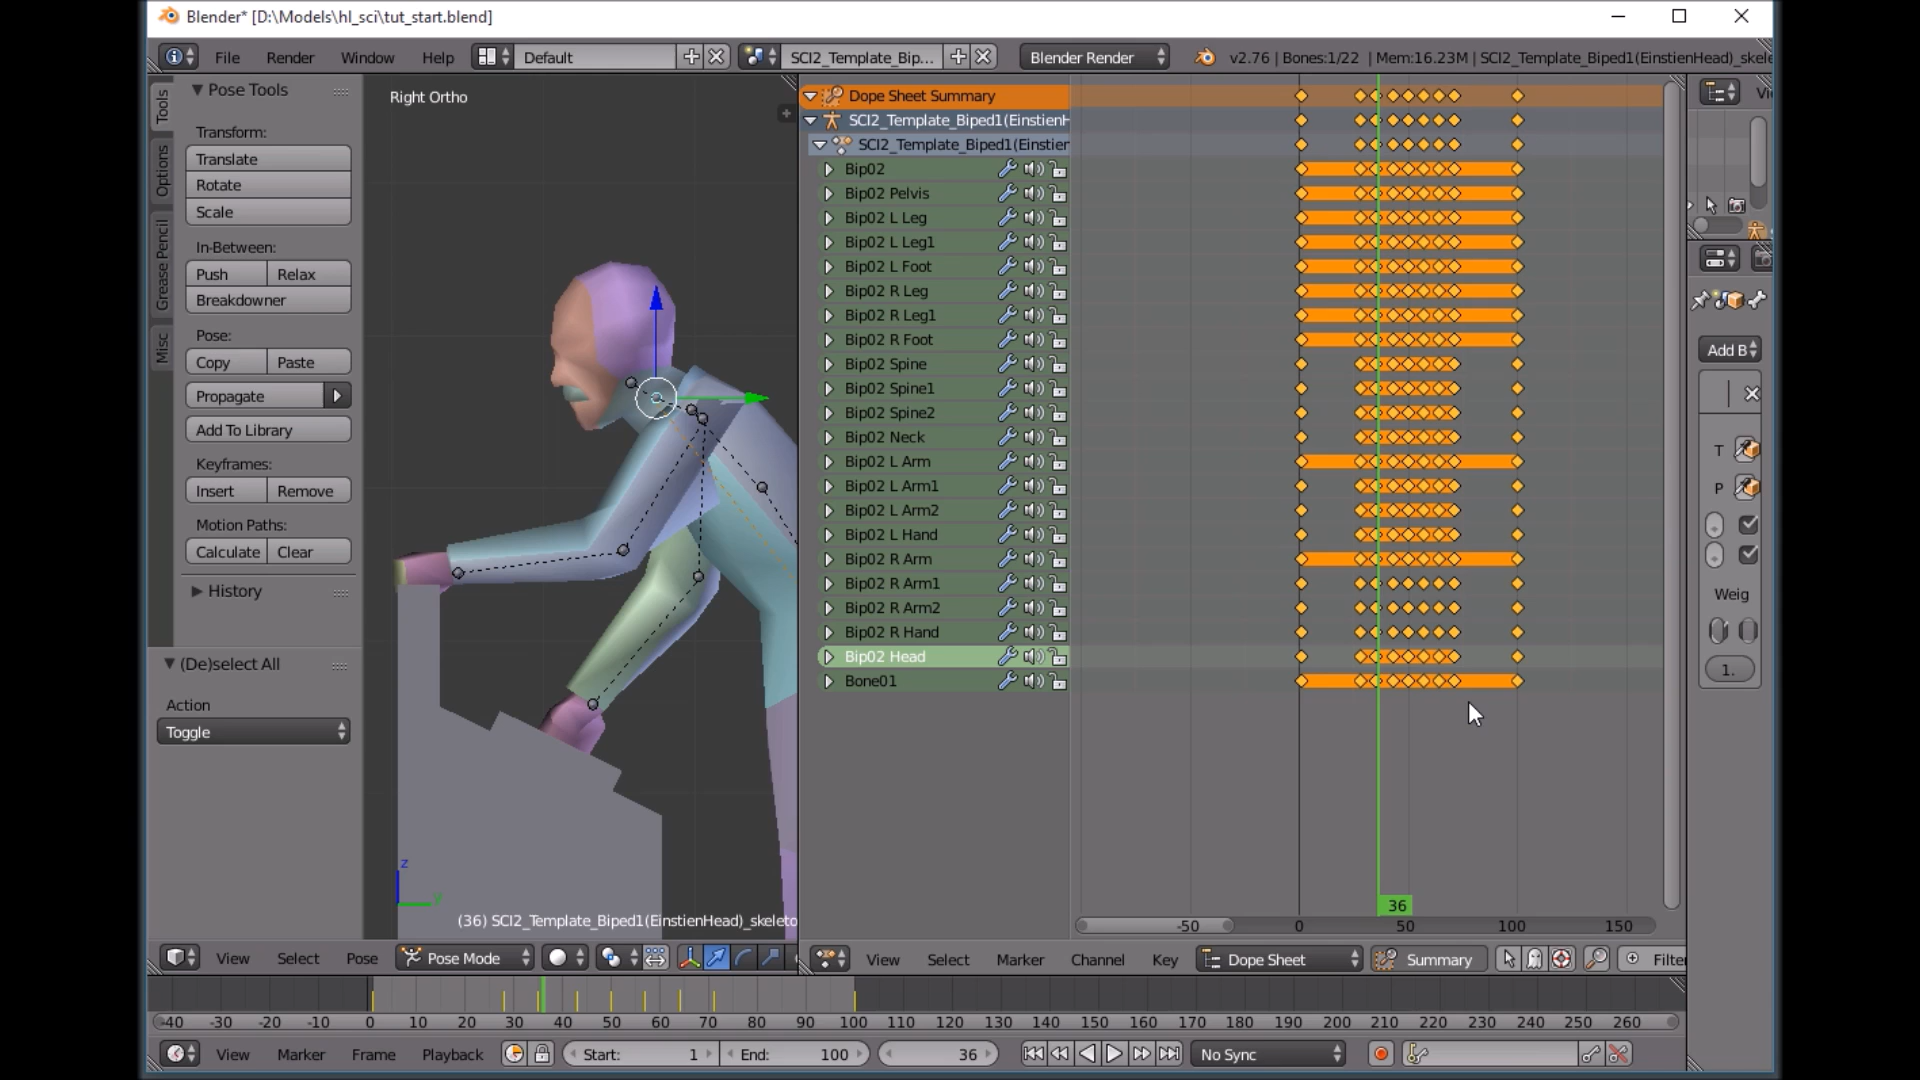 Blender* [D:\Models\hl_sci\tut_start.blend]
File Render Window Help Default SCI2_Template_Bip... Blender Render v2.76 | Bones:1/22 | Mem:16.23M | SCI2_Template_Biped1(EinstienHead)_skele
Tools
Options
Grease Pencil
Misc
Pose Tools
Transform:
Translate
Rotate
Scale
In-Between:
Push Relax
Breakdowner
Pose:
Copy Paste
Propagate
Add To Library
Keyframes:
Insert Remove
Motion Paths:
Calculate Clear
History
(De)select All
Action
Toggle
Right Ortho
z
y
(36) SCI2_Template_Biped1(EinstienHead)_skeleto
View Select Pose Pose Mode
Dope Sheet Summary
SCI2_Template_Biped1(EinstienH
SCI2_Template_Biped1(Einstier
Bip02
Bip02 Pelvis
Bip02 L Leg
Bip02 L Leg1
Bip02 L Foot
Bip02 R Leg
Bip02 R Leg1
Bip02 R Foot
Bip02 Spine
Bip02 Spine1
Bip02 Spine2
Bip02 Neck
Bip02 L Arm
Bip02 L Arm1
Bip02 L Arm2
Bip02 L Hand
Bip02 R Arm
Bip02 R Arm1
Bip02 R Arm2
Bip02 R Hand
Bip02 Head
Bone01
36
-50 0 50 100 150
View Select Marker Channel Key Dope Sheet Summary Filter
Vi
Add B
T
P
Weig
1.
-40 -30 -20 -10 0 10 20 30 40 50 60 70 80 90 100 110 120 130 140 150 160 170 180 190 200 210 220 230 240 250 260
View Marker Frame Playback Start: 1 End: 100 36 No Sync